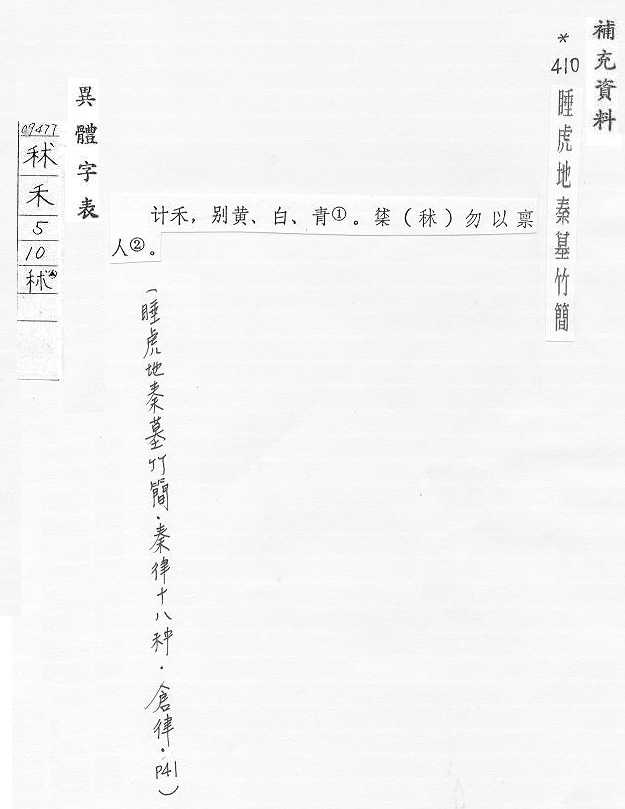 補充資料
*
410
睡虎地秦墓竹簡
计禾，别黄、白、青①。（秫）勿以稟
人②。
（睡虎地秦墓竹簡·秦律十八种·倉律·P41）
異體字表
09477
秫
禾
5
10
秫